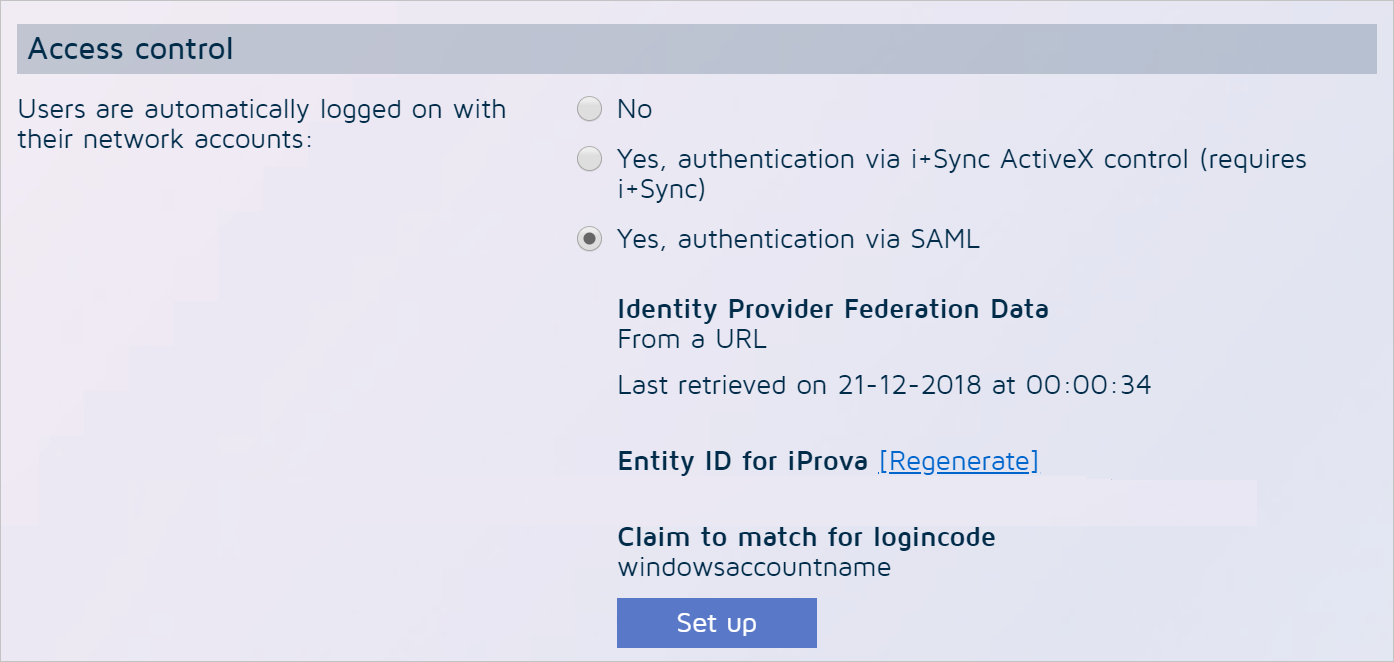 Access control
Users are automatically logged on with
their network accounts:
No
Yes, authentication via i+Sync ActiveX control (requires
i+Sync)
Yes, authentication via SAML
Identity Provider Federation Data
From a URL
Last retrieved on 21-12-2018 at 00:00:34
Entity ID for iProva [Regenerate]
Claim to match for logincode
windowsaccountname
Set up